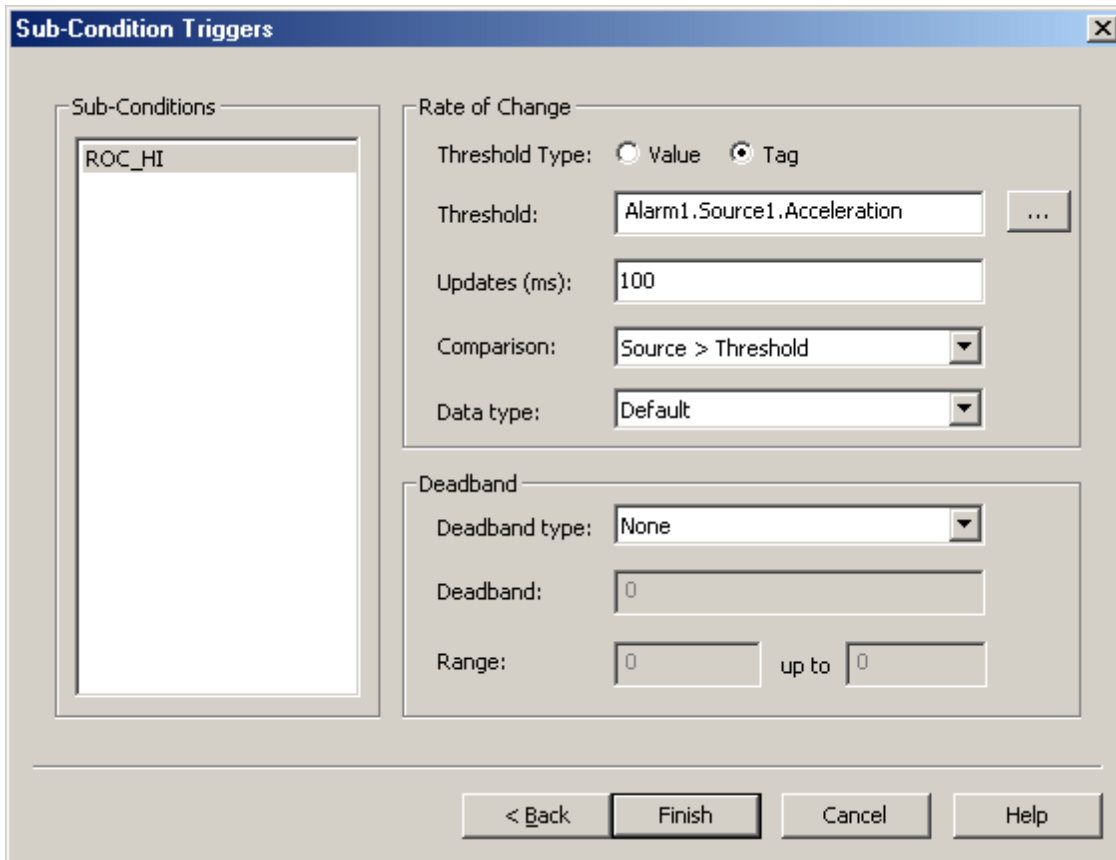 Sub-Condition Triggers
Sub-Conditions
ROC_HI
Rate of Change
Threshold Type: Value Tag
Threshold: Alarm1.Source1.Acceleration ...
Updates (ms): 100
Comparison: Source > Threshold
Data type: Default
Deadband
Deadband type: None
Deadband: 0
Range: 0 up to 0
< Back Finish Cancel Help